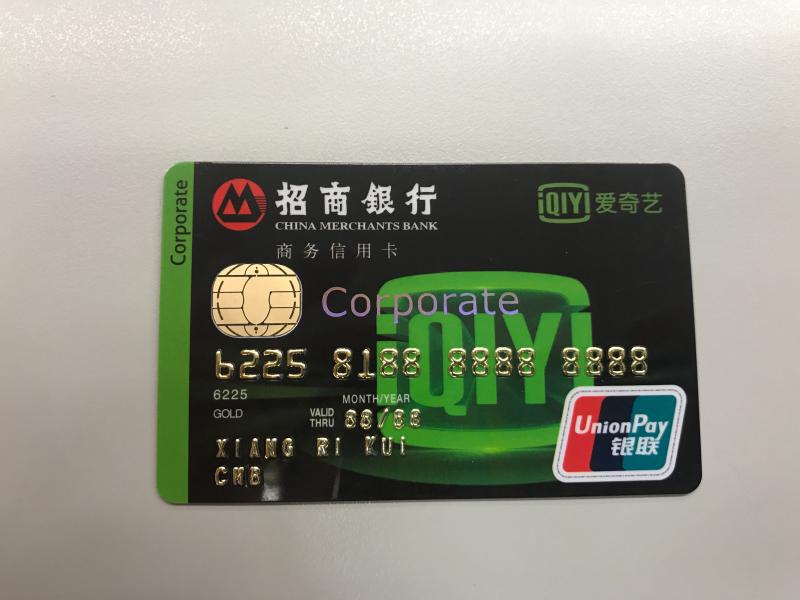 Corporate
招商銀行
CHINA MERCHANTS BANK
商务信用卡
iQIYI 爱奇艺
Corporate
iQIYI
6225 8188 8888 8888
6225
MONTH/YEAR
GOLD
VALID THRU 88/88
XIANG RI KUI
CMB
UnionPay
银联